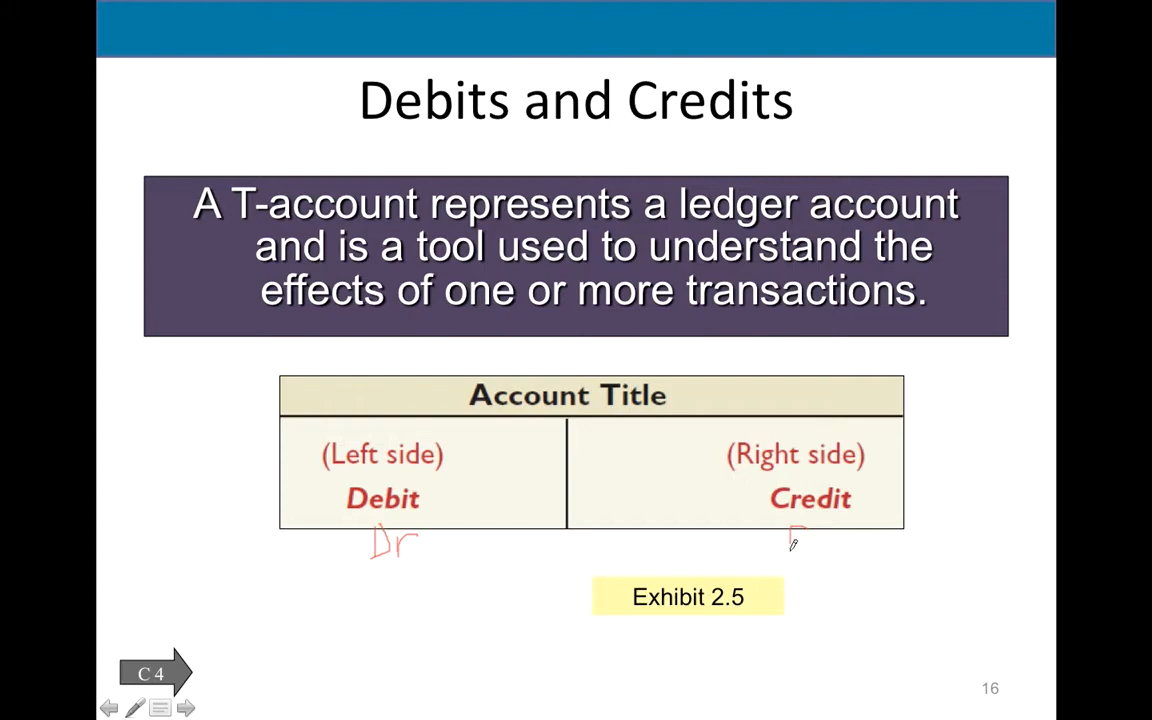 Debits and Credits
A T-account represents a ledger account
and is a tool used to understand the
effects of one or more transactions.
Account Title
(Left side) (Right side)
Debit Credit
Dr
Exhibit 2.5
C 4
16